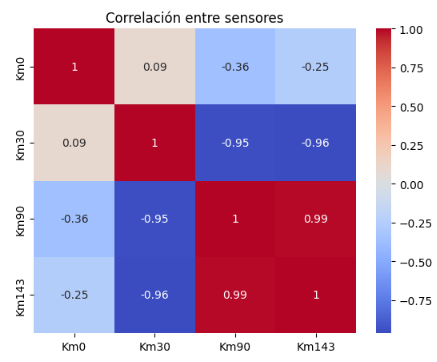 Correlación entre sensores
Km0 1 0.09 -0.36 -0.25
Km30 0.09 1 -0.95 -0.96
Km90 -0.36 -0.95 1 0.99
Km143 -0.25 -0.96 0.99 1
Km0 Km30 Km90 Km143
1.00
0.75
0.50
0.25
0.00
−0.25
−0.50
−0.75